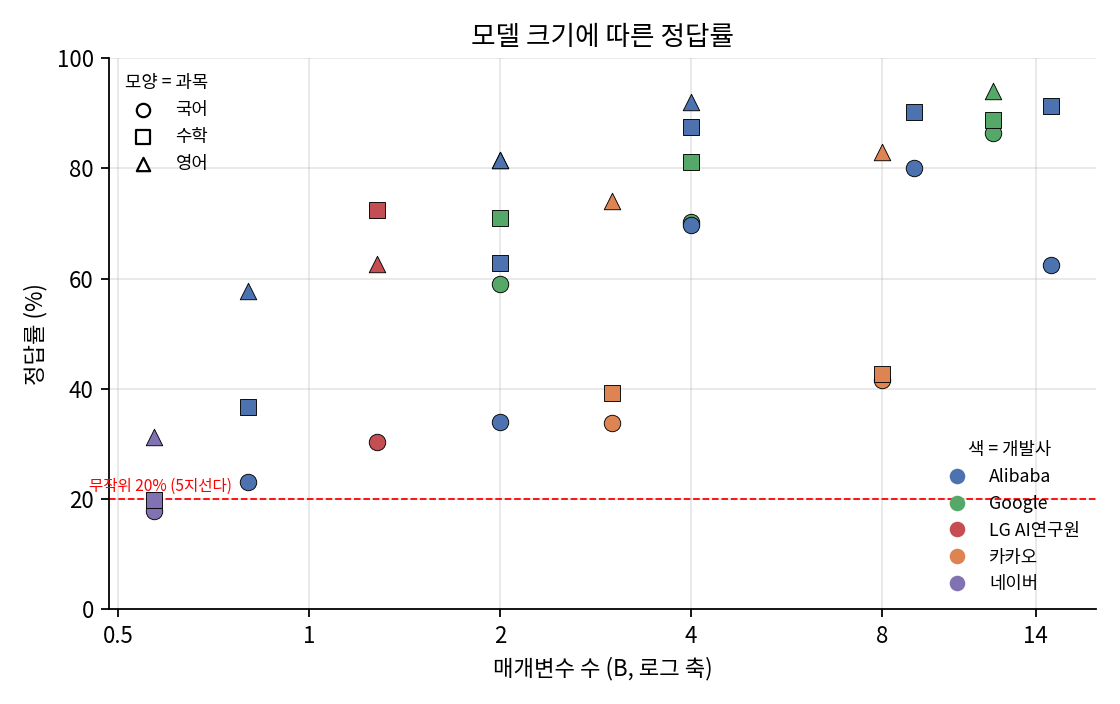 모델 크기에 따른 정답률
100
80
60
40
20
0
정답률 (%)
모양 = 과목
국어
수학
영어
무작위 20% (5지선다)
색 = 개발사
Alibaba
Google
LG AI연구원
카카오
네이버
0.5
1
2
4
8
14
매개변수 수 (B, 로그 축)